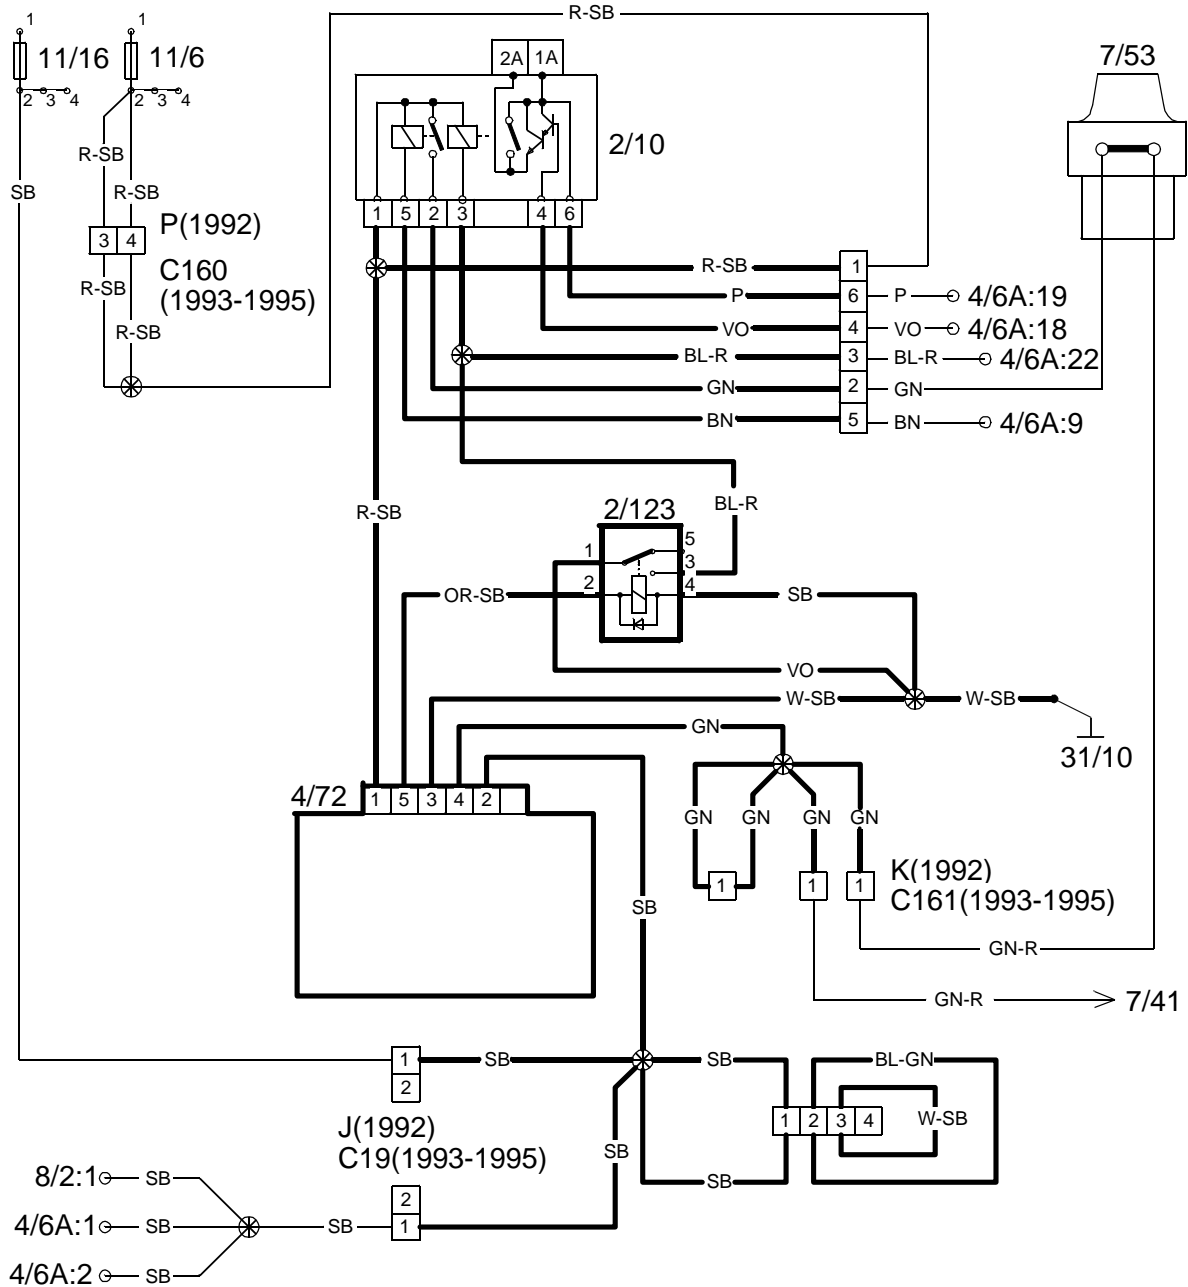 R-SB
1
1
11/16
11/6
2A 1A
7/53
2 3 4
2 3 4
2/10
R-SB
SB
R-SB
1 5 2 3 4 6
P(1992)
3 4
C160
(1993-1995)
R-SB
R-SB
R-SB
1
P
6
P
4/6A:19
VO
4
VO
4/6A:18
BL-R
3
BL-R
4/6A:22
GN
2
GN
BN
5
BN
4/6A:9
R-SB
2/123
BL-R
1
5
3
2
4
OR-SB
SB
VO
W-SB
W-SB
GN
31/10
4/72
1 5 3 4 2
GN
GN
GN
GN
1
1
1
K(1992)
C161(1993-1995)
SB
GN-R
GN-R
7/41
1
SB
SB
BL-GN
2
1 2 3 4
W-SB
J(1992)
C19(1993-1995)
SB
8/2:1
SB
SB
2
4/6A:1
SB
SB
1
4/6A:2
SB